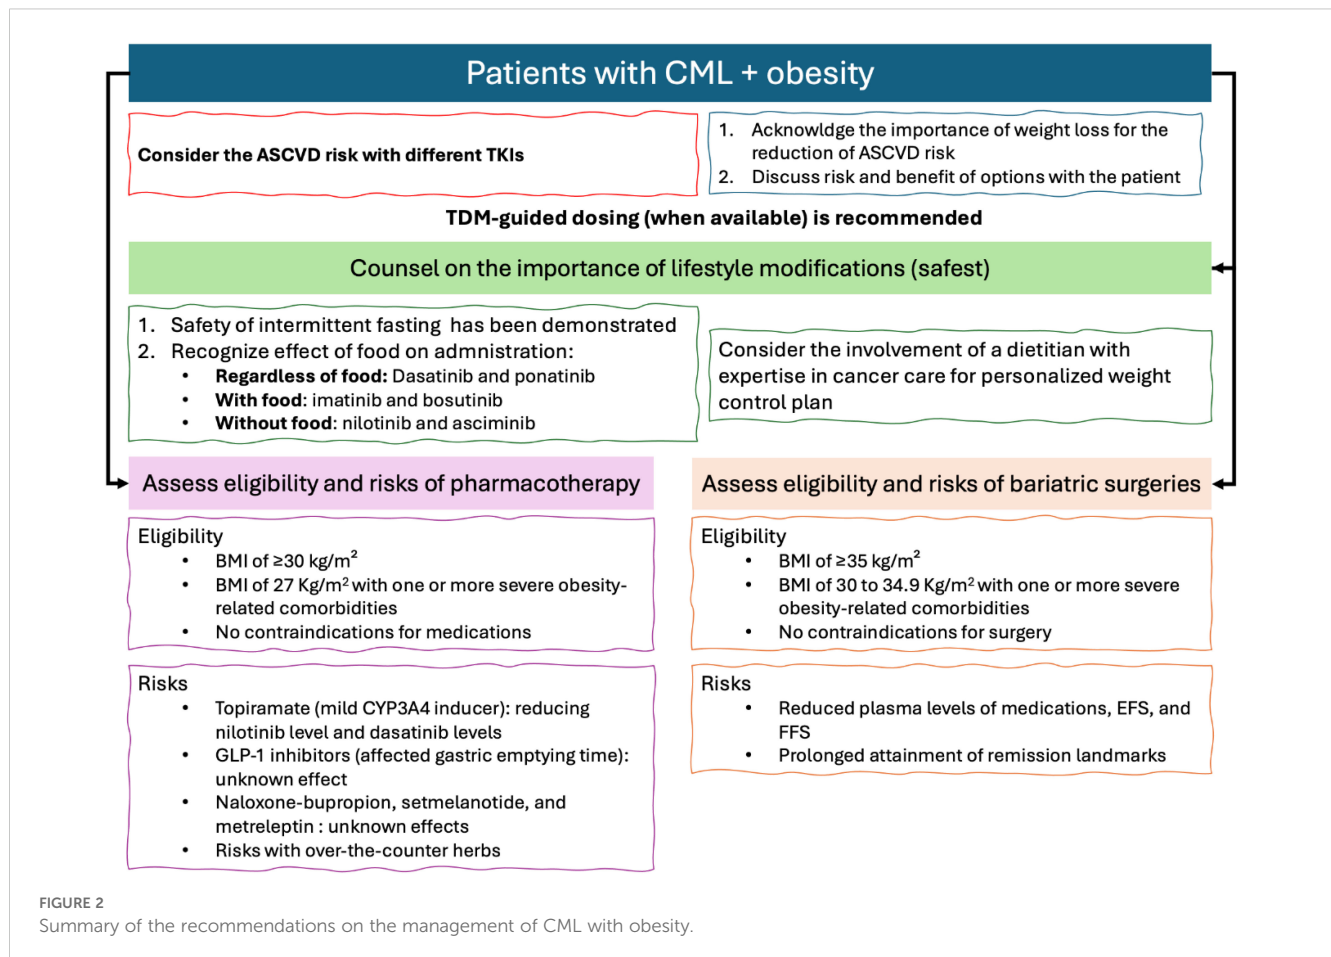 Patients with CML + obesity
Consider the ASCVD risk with different TKIs
1. Acknowldge the importance of weight loss for the
reduction of ASCVD risk
2. Discuss risk and benefit of options with the patient
TDM-guided dosing (when available) is recommended
Counsel on the importance of lifestyle modifications (safest)
1. Safety of intermittent fasting has been demonstrated
2. Recognize effect of food on admnistration:
• Regardless of food: Dasatinib and ponatinib
• With food: imatinib and bosutinib
• Without food: nilotinib and asciminib
Consider the involvement of a dietitian with
expertise in cancer care for personalized weight
control plan
Assess eligibility and risks of pharmacotherapy
Eligibility
• BMI of ≥30 kg/m²
• BMI of 27 Kg/m² with one or more severe obesity-
related comorbidities
• No contraindications for medications
Risks
• Topiramate (mild CYP3A4 inducer): reducing
nilotinib level and dasatinib levels
• GLP-1 inhibitors (affected gastric emptying time):
unknown effect
• Naloxone-bupropion, setmelanotide, and
metreleptin : unknown effects
• Risks with over-the-counter herbs
Assess eligibility and risks of bariatric surgeries
Eligibility
• BMI of ≥35 kg/m²
• BMI of 30 to 34.9 Kg/m² with one or more severe
obesity-related comorbidities
• No contraindications for surgery
Risks
• Reduced plasma levels of medications, EFS, and
FFS
• Prolonged attainment of remission landmarks
FIGURE 2
Summary of the recommendations on the management of CML with obesity.